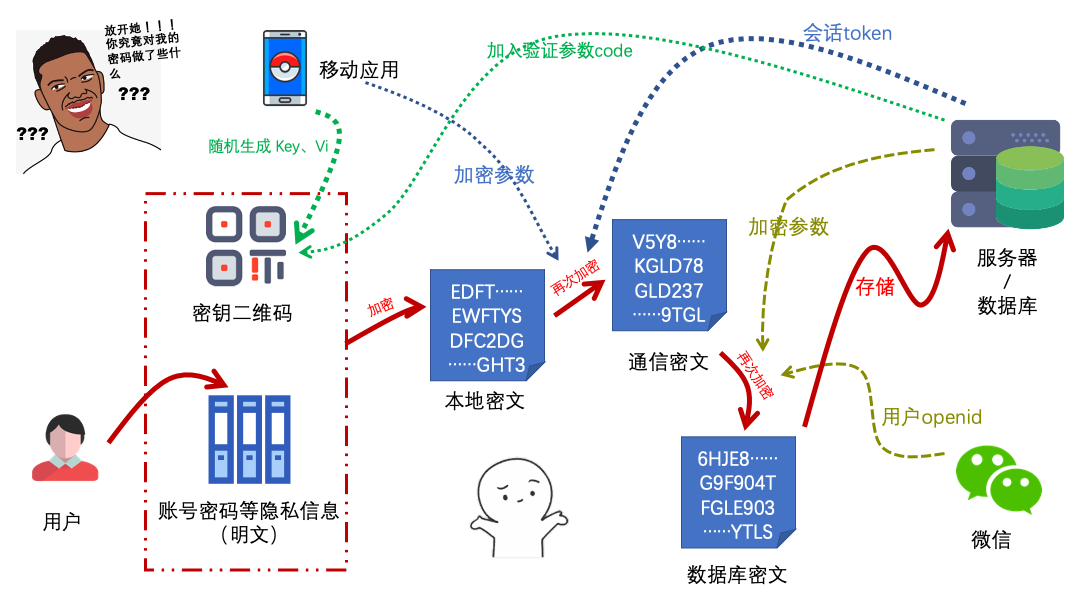 放开她！！！
你究竟对我的
密码做了些什
么
???
???
移动应用
随机生成 Key、Vi
加入验证参数code
会话token
加密参数
加密参数
密钥二维码
加密
EDFT……
EWFTYS
DFC2DG
……GHT3
本地密文
再次加密
V5Y8……
KGLD78
GLD237
……9TGL
通信密文
再次加密
存储
服务器
/
数据库
用户
账号密码等隐私信息
（明文）
6HJE8……
G9F904T
FGLE903
……YTLS
数据库密文
用户openid
微信